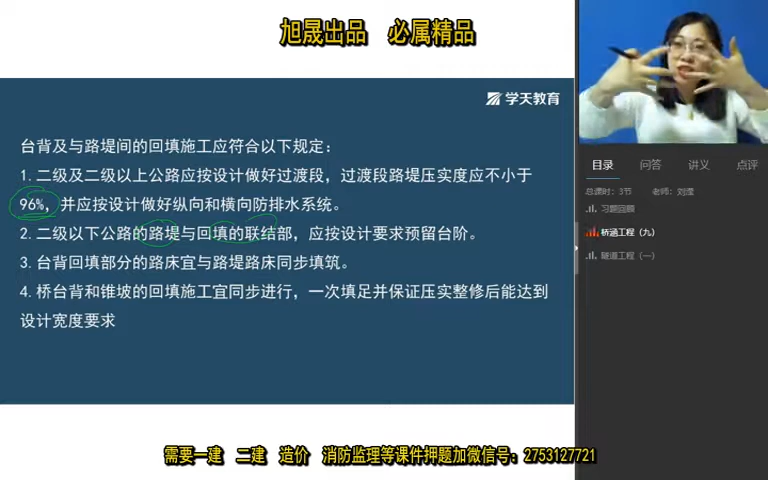 旭晟出品 必属精品
学天教育
台背及与路堤间的回填施工应符合以下规定：
1.二级及二级以上公路应按设计做好过渡段，过渡段路堤压实度应不小于
96%，并应按设计做好纵向和横向防排水系统。
2.二级以下公路的路堤与回填的联结部，应按设计要求预留台阶。
3.台背回填部分的路床宜与路堤路床同步填筑。
4.桥台背和锥坡的回填施工宜同步进行，一次填足并保证压实整修后能达到
设计宽度要求
目录 问答 讲义 点评
总课时：3节 老师：刘滢
习题回顾
桥涵工程（九）
隧道工程（一）
需要一建 二建 造价 消防监理等课件押题加微信号：2753127721